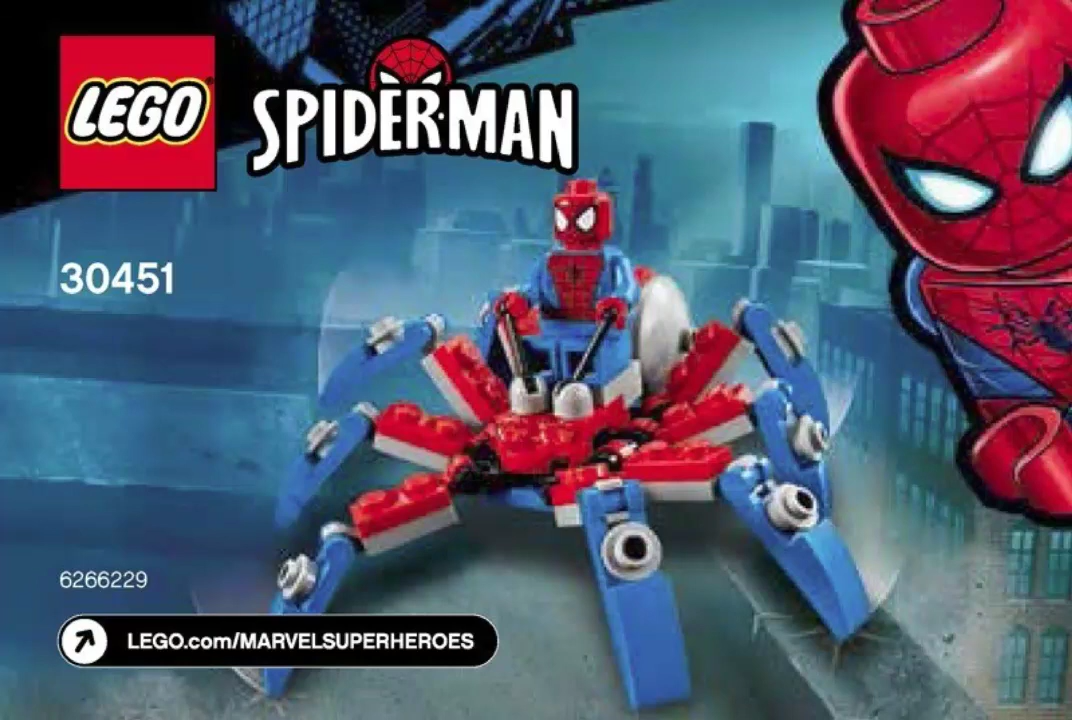 LEGO
SPIDER-MAN
30451
6266229
LEGO.com/MARVELSUPERHEROES